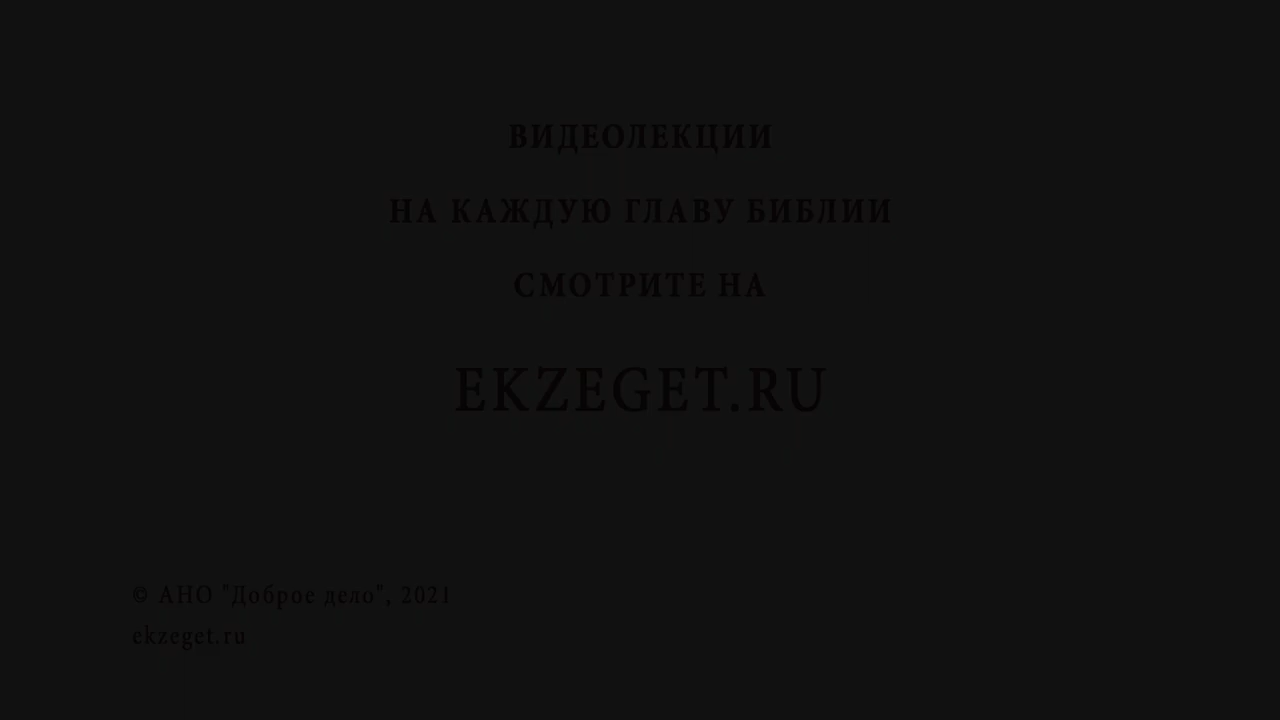 ВИДЕОЛЕКЦИИ
НА КАЖДУЮ ГЛАВУ БИБЛИИ
СМОТРИТЕ НА
EKZEGET.RU
© АНО "Доброе дело", 2021
ekzeget.ru